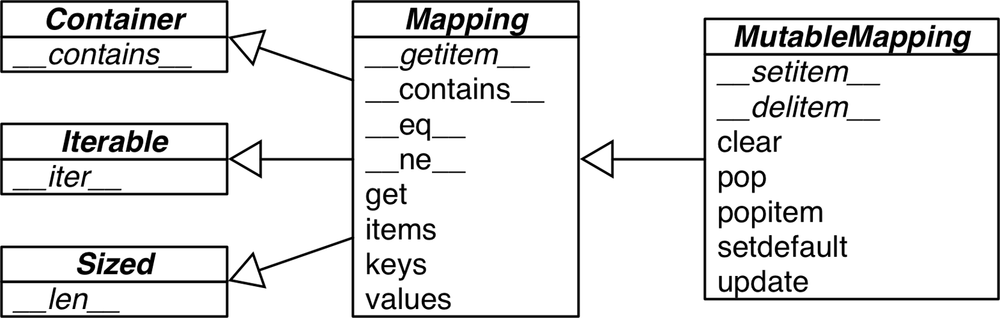 Container
__contains__
Iterable
__iter__
Sized
__len__
Mapping
__getitem__
__contains__
__eq__
__ne__
get
items
keys
values
MutableMapping
__setitem__
__delitem__
clear
pop
popitem
setdefault
update